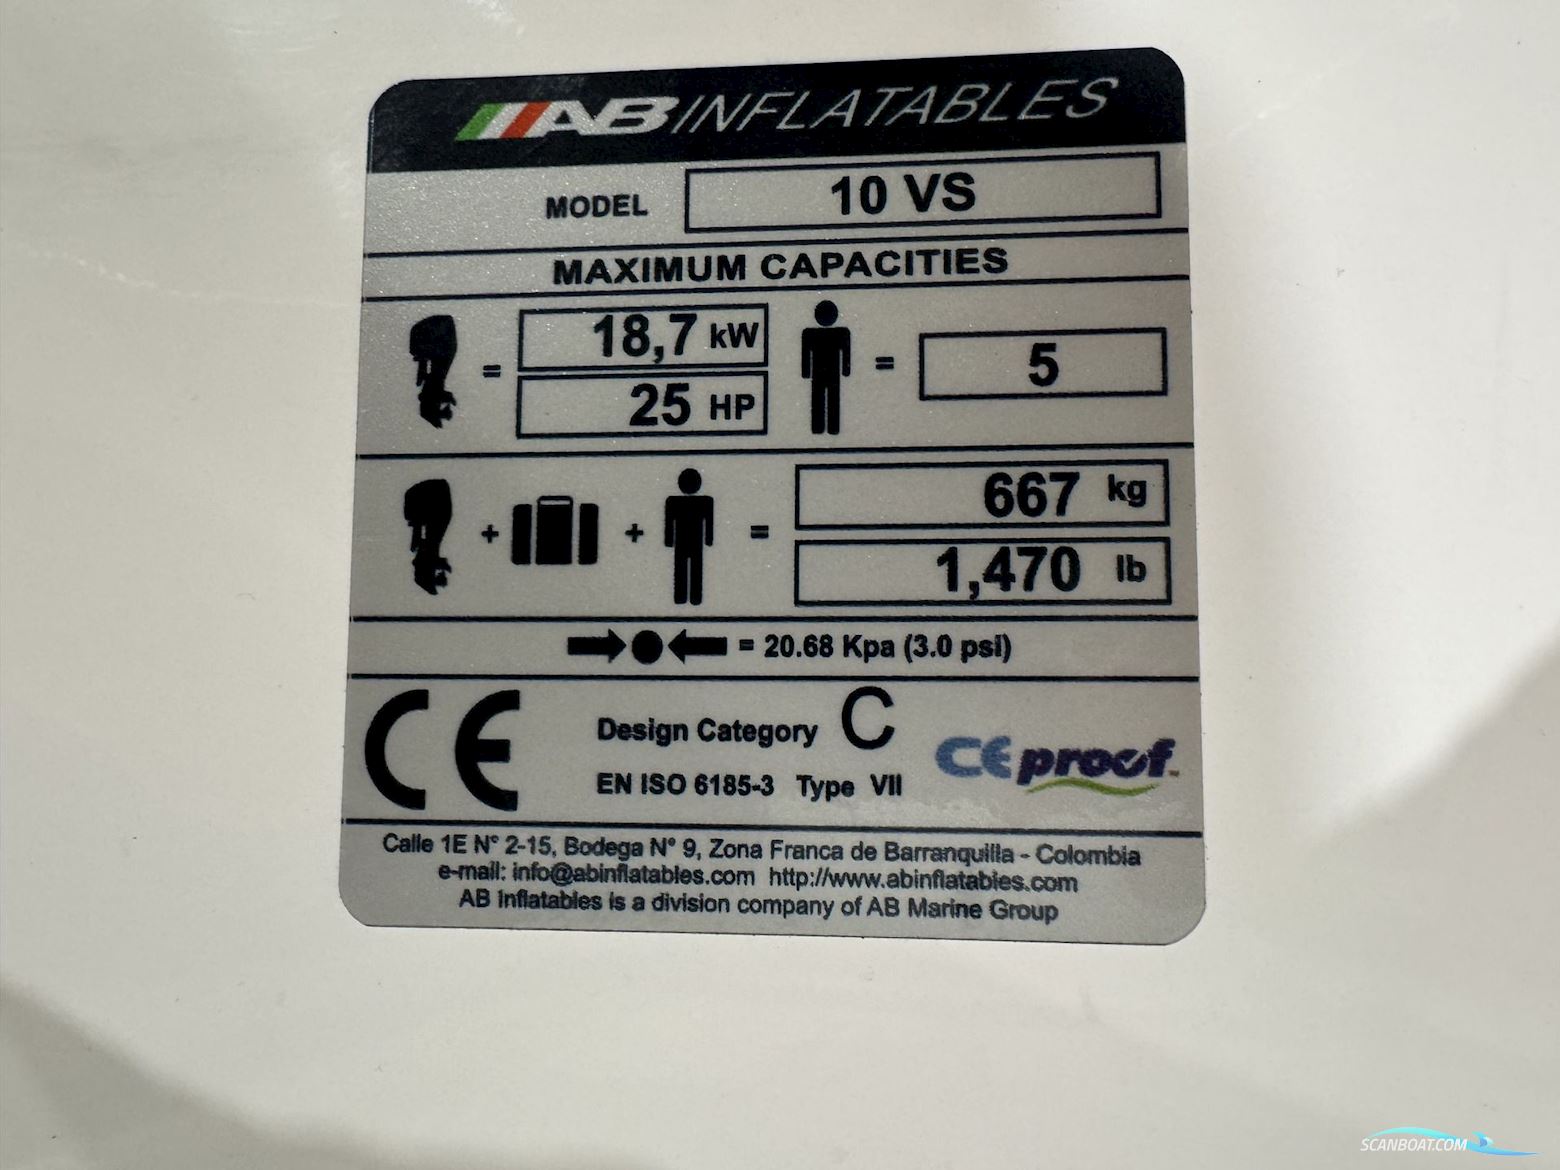 AB INFLATABLES
MODEL 10 VS
MAXIMUM CAPACITIES
= 18,7 kW = 5
25 HP
+ + = 667 kg
1,470 lb
= 20.68 Kpa (3.0 psi)
CE Design Category C
EN ISO 6185-3 Type VII
CEproof
Calle 1E N° 2-15, Bodega N° 9, Zona Franca de Barranquilla - Colombia
e-mail: info@abinflatables.com http://www.abinflatables.com
AB Inflatables is a division company of AB Marine Group
SCANBOAT.COM